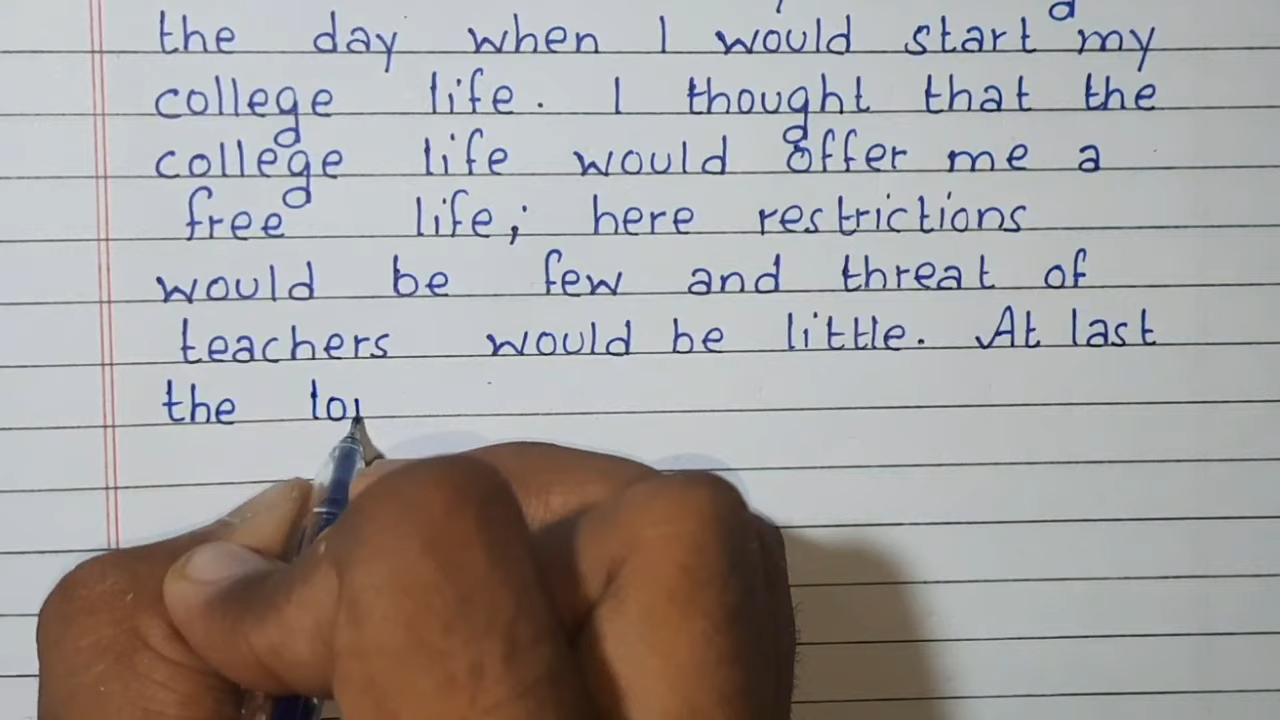 the day when I would start my
college life. I thought that the
college life would offer me a
free life; here restrictions
would be few and threat of
teachers would be little. At last
the